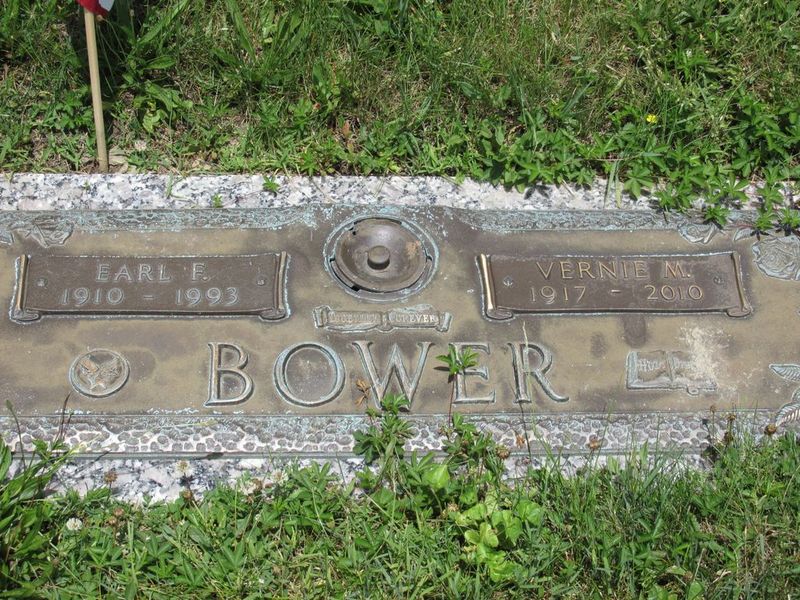 EARL F.
1910 - 1993
VERNIE M.
1917 - 2010
TOGETHER FOREVER
BOWER